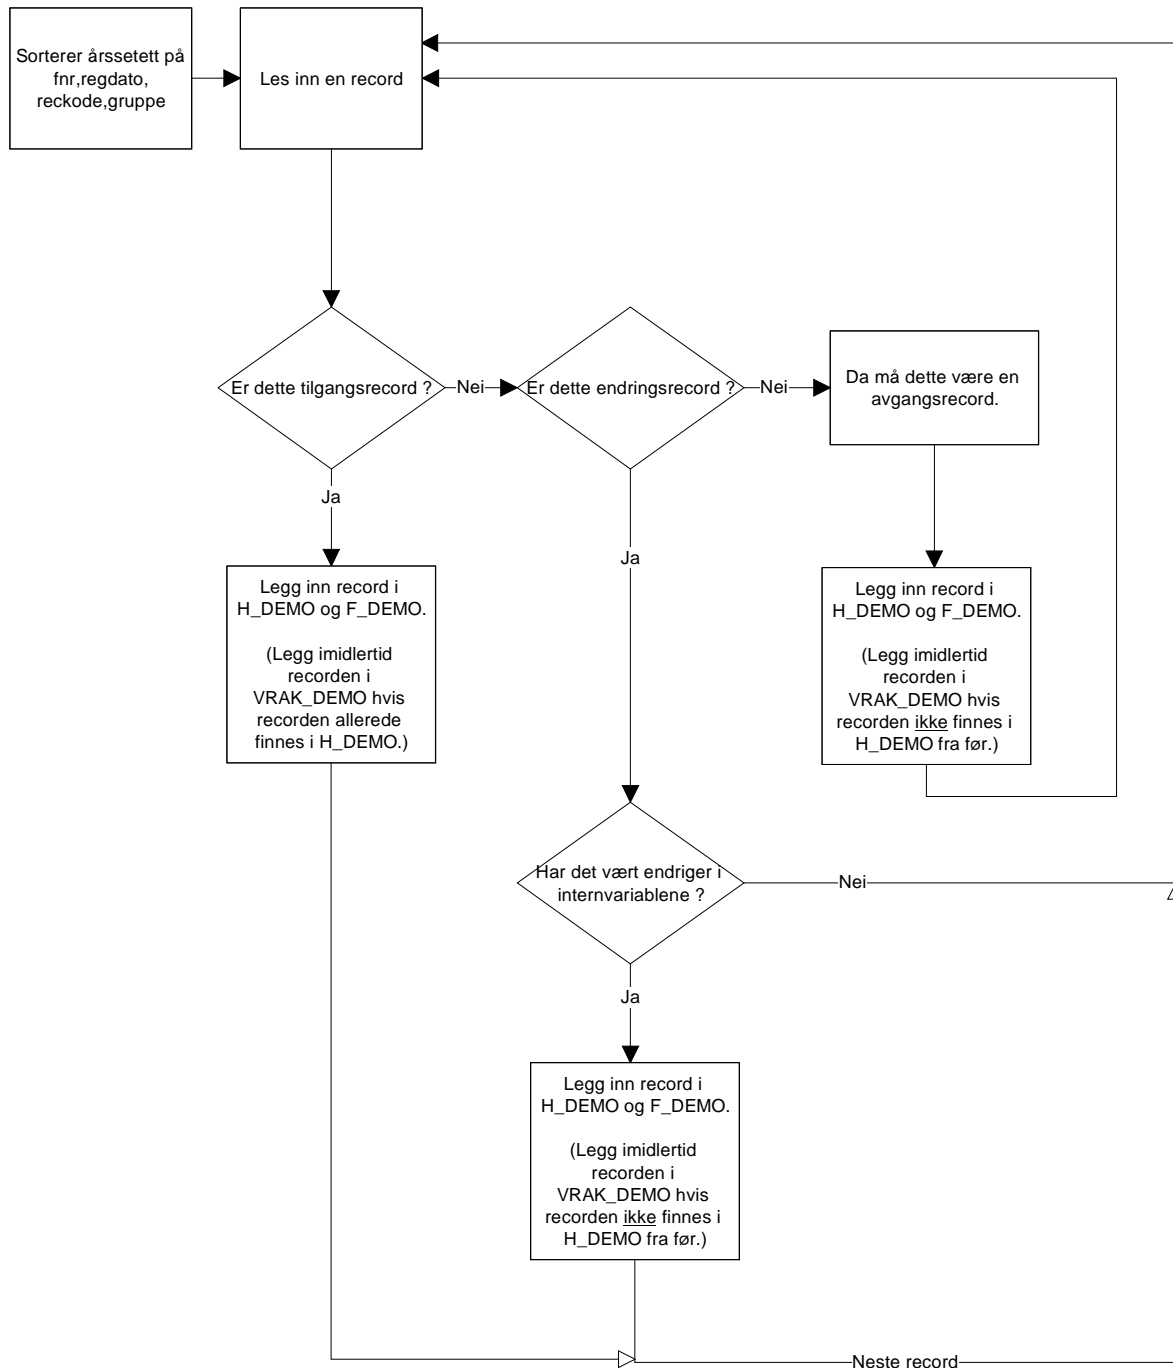 Sorterer årssetett på
fnr,regdato,
reckode,gruppe
Les inn en record
Er dette tilgangsrecord ?
Nei
Er dette endringsrecord ?
Nei
Da må dette være en
avgangsrecord.
Ja
Ja
Legg inn record i
H_DEMO og F_DEMO.
(Legg imidlertid
recorden i
VRAK_DEMO hvis
recorden allerede
finnes i H_DEMO.)
Legg inn record i
H_DEMO og F_DEMO.
(Legg imidlertid
recorden i
VRAK_DEMO hvis
recorden ikke finnes i
H_DEMO fra før.)
Har det vært endriger i
internvariablene ?
Nei
Ja
Legg inn record i
H_DEMO og F_DEMO.
(Legg imidlertid
recorden i
VRAK_DEMO hvis
recorden ikke finnes i
H_DEMO fra før.)
Neste record